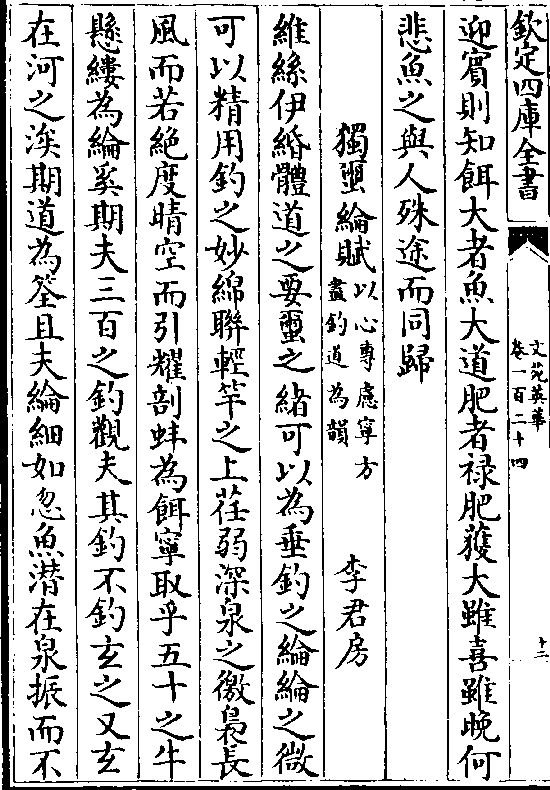 欽定四庫全書
文苑英華
卷一百二十四
十二
迎賓則知餌大者魚大道肥者禄肥獲大雖喜雖晚何
悲魚之與人殊途而同歸
獨繭綸賦以心專慮寧方
盡釣道為韻
李君房
維絲伊緡體道之要蠒之緒可以為垂釣之綸綸之微
可以精用釣之妙綿聯輕竿之上荏弱深泉之徼裊長
風而若絶度晴空而引耀剖蚌為餌寧取乎五十之牛
懸縷為綸奚期夫三百之釣觀夫其釣不釣玄之又玄
在河之涘期道為筌且夫綸細如忽魚潛在泉振而不